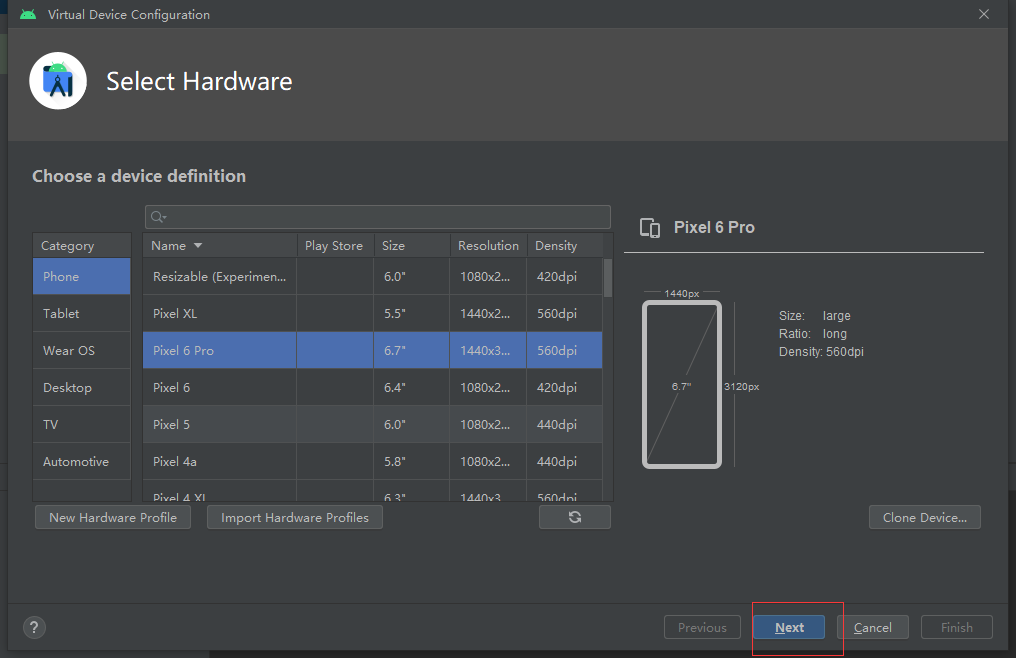 Virtual Device Configuration
Select Hardware
Choose a device definition
Category
Phone
Tablet
Wear OS
Desktop
TV
Automotive
Name Play Store Size Resolution Density
Resizable (Experimen... 6.0" 1080x2... 420dpi
Pixel XL 5.5" 1440x2... 560dpi
Pixel 6 Pro 6.7" 1440x3... 560dpi
Pixel 6 6.4" 1080x2... 420dpi
Pixel 5 6.0" 1080x2... 440dpi
Pixel 4a 5.8" 1080x2... 440dpi
Pixel 4 XL 6.3" 1440x3... 560dpi
Pixel 6 Pro
1440px
6.7"
3120px
Size: large
Ratio: long
Density: 560dpi
New Hardware Profile Import Hardware Profiles Clone Device...
? Previous Next Cancel Finish